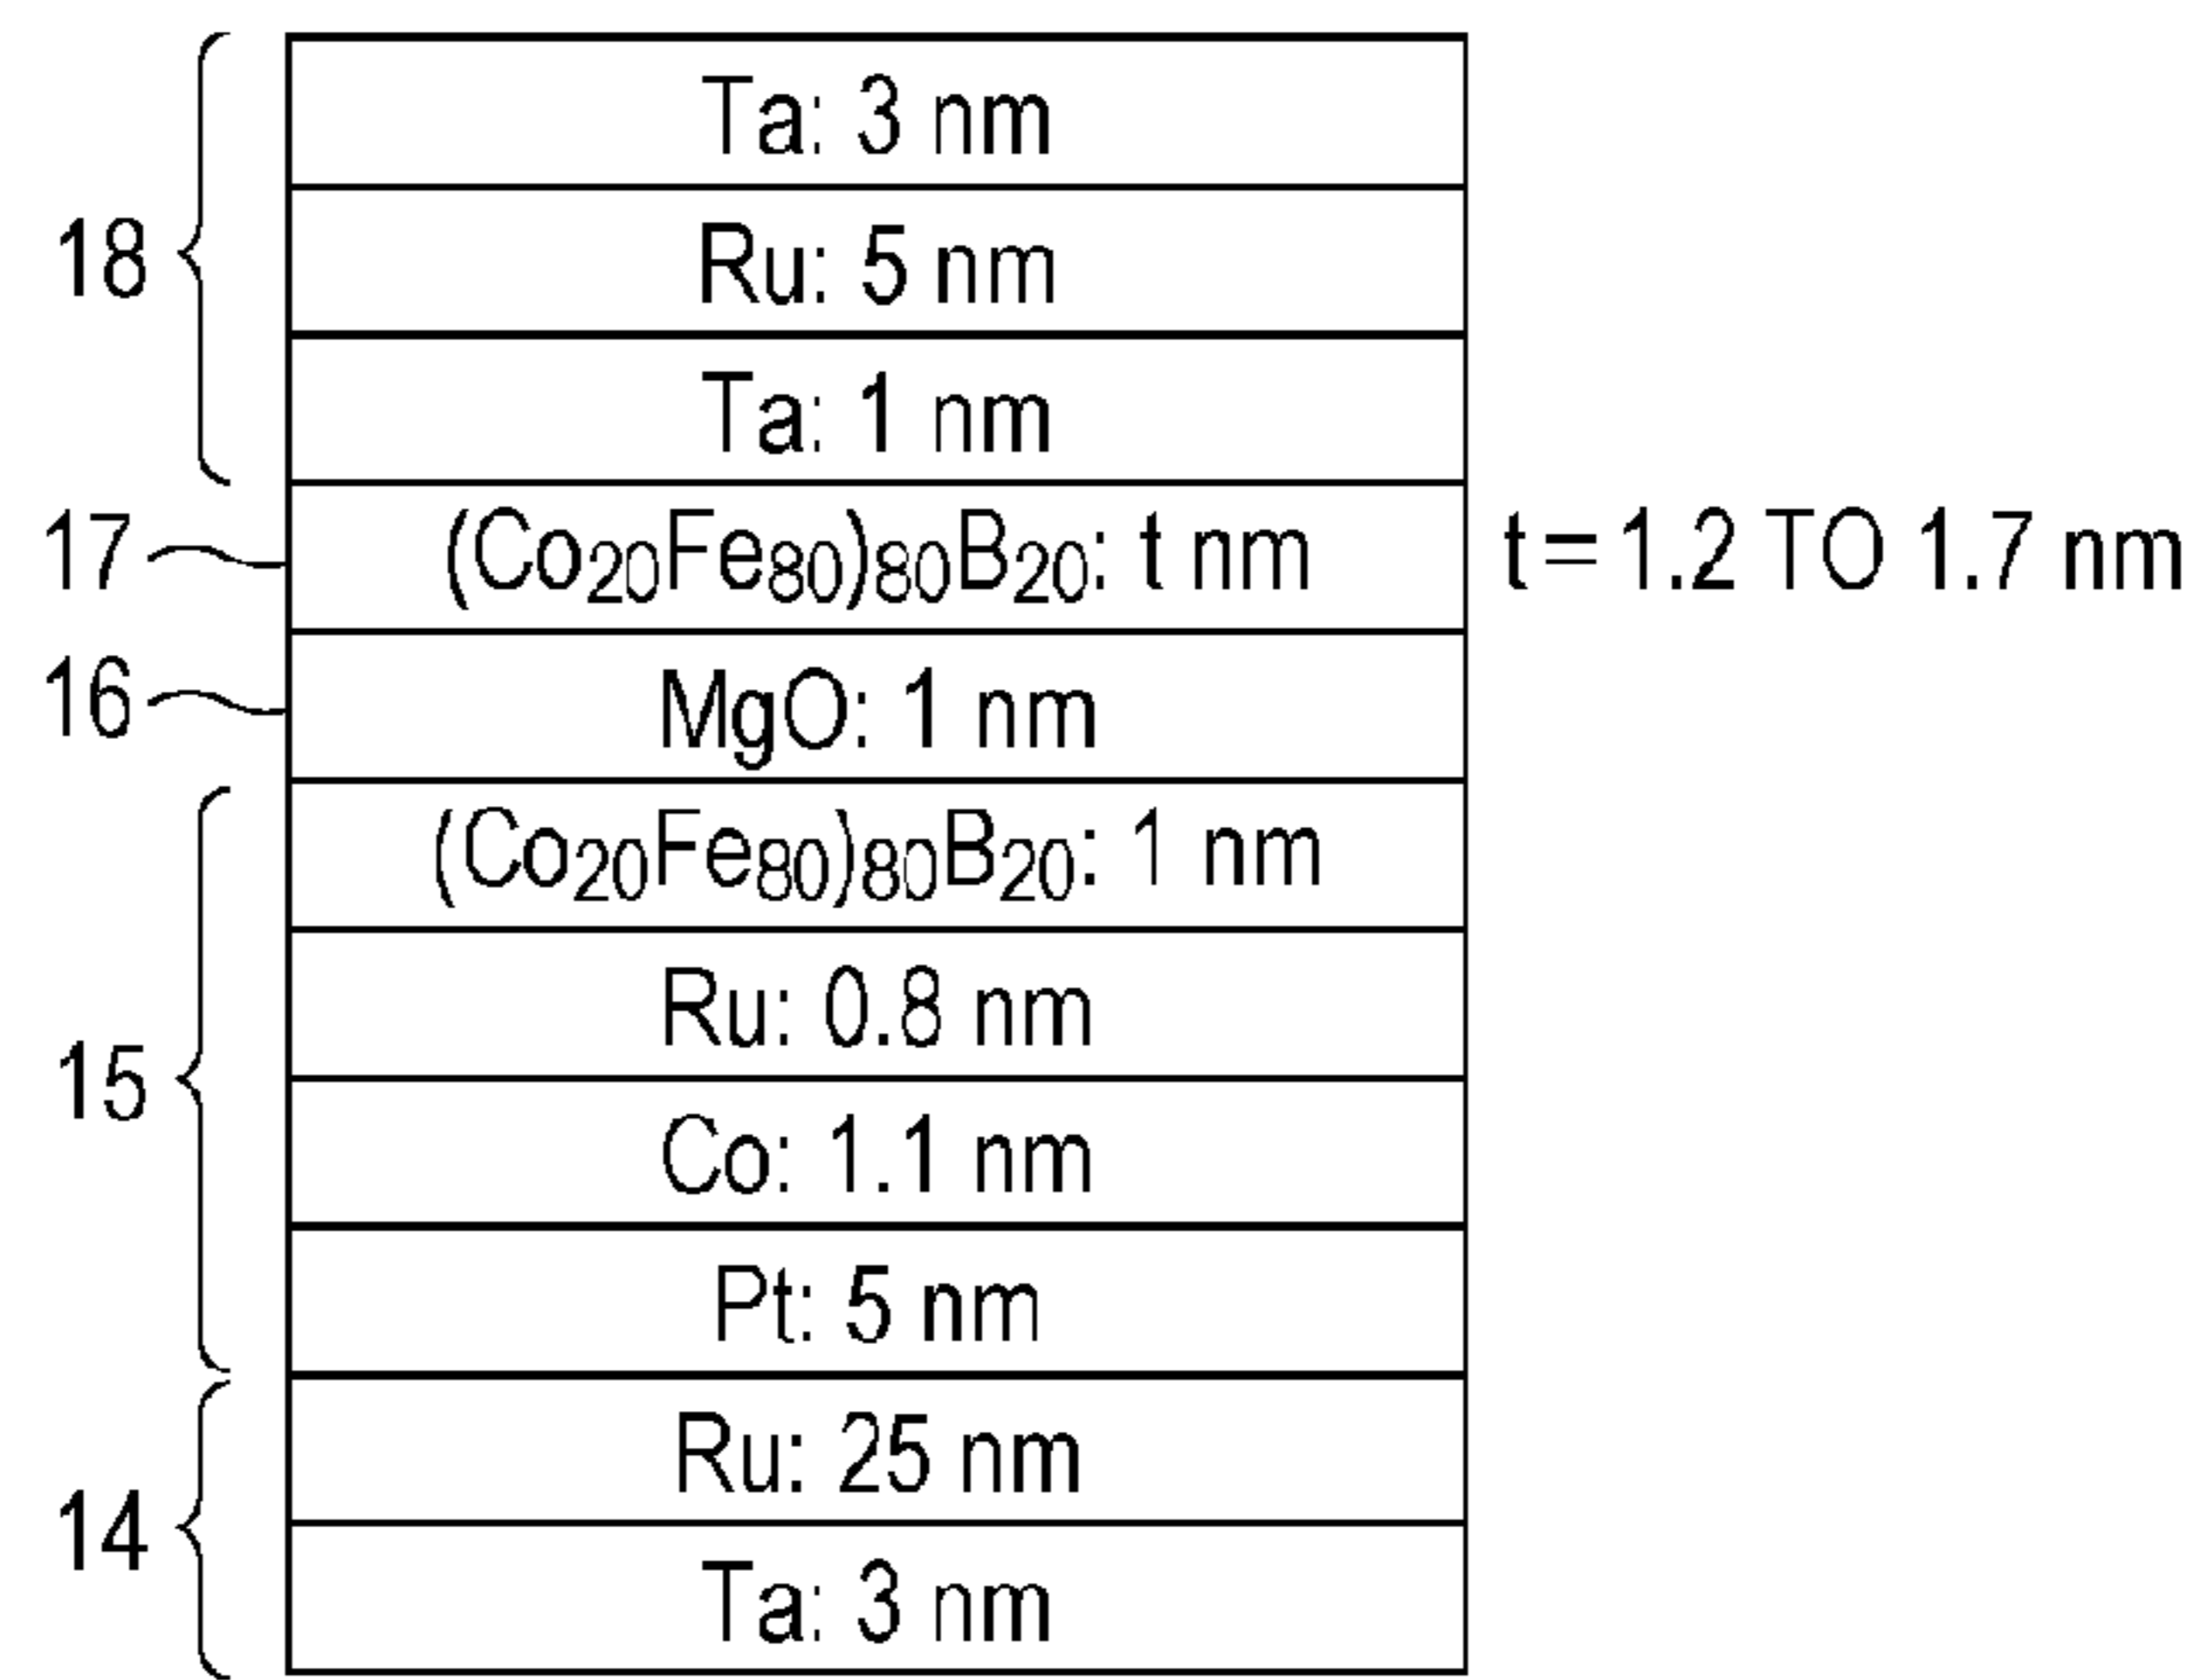 Ta: 3 nm
18
Ru: 5 nm
Ta: 1 nm
17
(Co₂₀Fe₈₀)₈₀B₂₀: t nm
t = 1.2 TO 1.7 nm
16
MgO: 1 nm
(Co₂₀Fe₈₀)₈₀B₂₀: 1 nm
Ru: 0.8 nm
15
Co: 1.1 nm
Pt: 5 nm
Ru: 25 nm
14
Ta: 3 nm